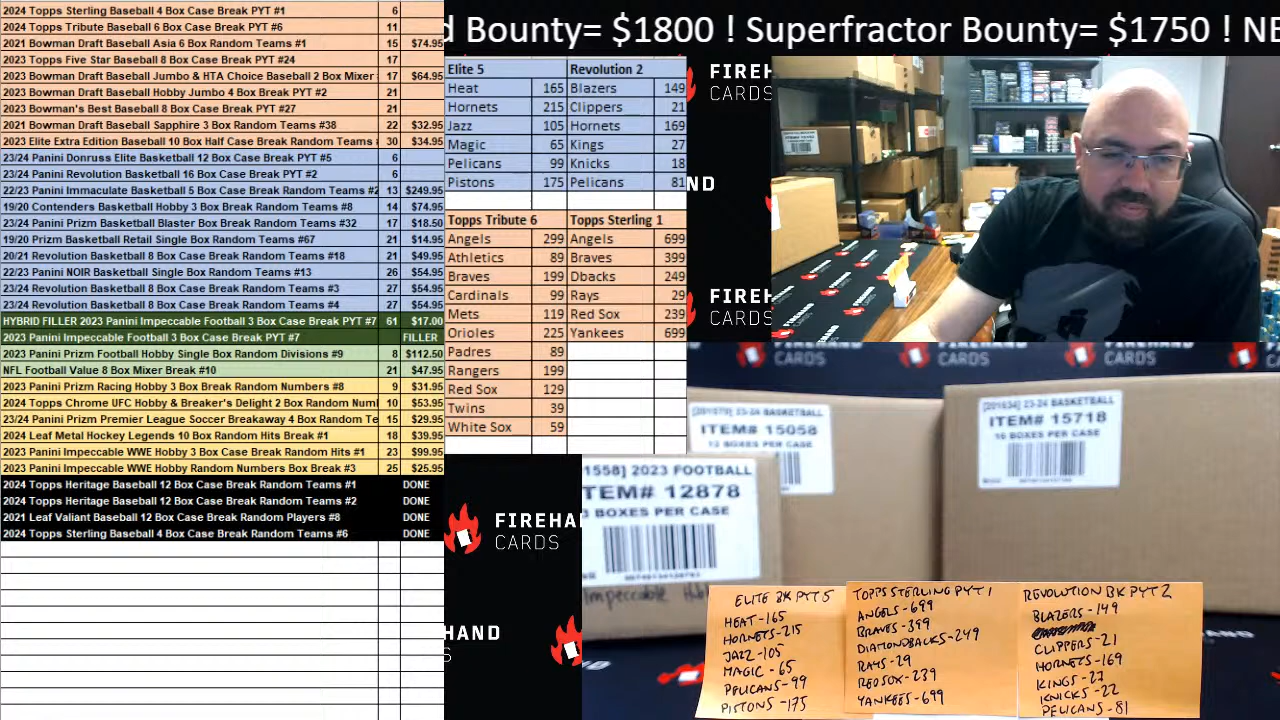 d Bounty= $1800 ! Superfractor Bounty= $1750 ! NE
2024 Topps Sterling Baseball 4 Box Case Break PYT #1 6
2024 Topps Tribute Baseball 6 Box Case Break PYT #6 11
2021 Bowman Draft Baseball Asia 6 Box Random Teams #1 15 $74.95
2023 Topps Five Star Baseball 8 Box Case Break PYT #24 17
2023 Bowman Draft Baseball Jumbo & HTA Choice Baseball 2 Box Mixer 17 $64.95
2023 Bowman Draft Baseball Hobby Jumbo 4 Box PYT #2 21
2023 Bowman's Best Baseball 8 Box Case Break PYT #27 21
2021 Bowman Draft Baseball Sapphire 3 Box Random Teams #38 22 $32.95
2023 Elite Extra Edition Baseball 10 Box Half Case Break Random Teams 30 $34.95
23/24 Panini Donruss Elite Basketball 12 Box Case Break PYT #5 6
23/24 Panini Revolution Basketball 16 Box Case Break PYT #2 6
22/23 Panini Immaculate Basketball 5 Box Case Break Random Teams #2 13 $249.95
19/20 Contenders Basketball Hobby 3 Box Break Random Teams #8 14 $74.95
23/24 Panini Prizm Basketball Blaster Box Break Random Teams #32 17 $18.50
19/20 Prizm Basketball Retail Single Box Random Teams #67 21 $14.95
20/21 Revolution Basketball 8 Box Case Break Random Teams #18 21 $49.95
22/23 Panini NOIR Basketball Single Box Random Teams #13 26 $54.95
23/24 Revolution Basketball 8 Box Break Random Teams #3 27 $54.95
23/24 Revolution Basketball 8 Box Break Random Teams #4 27 $54.95
HYBRID FILLER 2023 Panini Impeccable Football 3 Box Case Break PYT #7 61 $17.00
2023 Panini Impeccable Football 3 Box Case Break PYT #7 FILLER
2023 Panini Prizm Football Hobby Single Box Random Divisions #9 8 $112.50
NFL Football Value 8 Box Mixer Break #10 21 $47.95
2023 Panini Prizm Racing Hobby 3 Box Break Random Numbers #8 9 $31.95
2024 Topps Chrome UFC Hobby & Breaker's Delight 2 Box Random Num 10 $53.95
23/24 Panini Prizm Premier League Soccer Breakaway 4 Box Random Te 15 $29.95
2024 Leaf Metal Hockey Legends 10 Box Random Hits Break #1 18 $39.95
2023 Panini Impeccable WWE Hobby 3 Box Case Break Random Hits #1 23 $99.95
2023 Panini Impeccable WWE Hobby Random Numbers Box Break #3 25 $25.95
2024 Topps Heritage Baseball 12 Box Case Break Random Teams #1 DONE
2024 Topps Heritage Baseball 12 Box Case Break Random Teams #2 DONE
2021 Leaf Valiant Baseball 12 Box Case Break Random Players #8 DONE
2024 Topps Sterling Baseball 4 Box Case Break Random Teams #6 DONE
Elite 5 Revolution 2
Heat 165 Blazers 149
Hornets 215 Clippers 21
Jazz 105 Hornets 169
Magic 65 Kings 27
Pelicans 99 Knicks 18
Pistons 175 Pelicans 81
Topps Tribute 6 Topps Sterling 1
Angels 299 Angels 699
Athletics 89 Braves 399
Braves 199 Dbacks 249
Cardinals 99 Rays 29
Mets 119 Red Sox 239
Orioles 225 Yankees 699
Padres 89
Rangers 199
Red Sox 129
Twins 39
White Sox 59
FIREH
CARDS
ND
FIREH
CARDS
FIREHAN
CARDS
HAND
S
23-24 BASKETBALL
ITEM# 15058
12 BOXES PER CASE
[201634] 23-24 BASKETBALL
ITEM# 15718
16 BOXES PER CASE
1558] 2023 FOOTBALL
TEM# 12878
3 BOXES PER CASE
Impeccable
ELITE BK PYT 5
HEAT-165
HORNETS-215
JAZZ-105
MAGIC-65
PELICANS-99
PISTONS-175
TOPPS STERLING PYT 1
ANGELS-699
BRAVES-399
DIAMONDBACKS-249
RAYS-29
REDSOX-239
YANKEES-699
REVOLUTION BK PYT 2
BLAZERS-149
CLIPPERS-21
HORNETS-169
KINGS-27
KNICKS-22
PELICANS-81